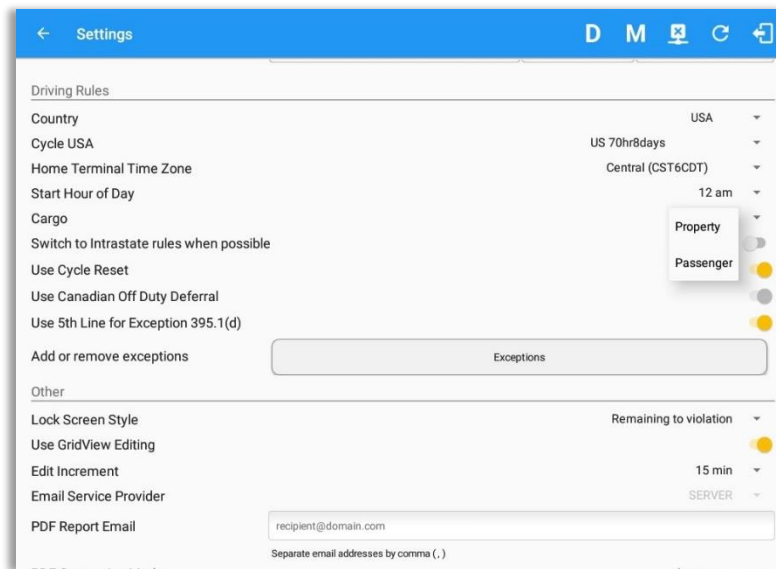 Settings D M
Driving Rules
Country USA
Cycle USA US 70hr8days
Home Terminal Time Zone Central (CST6CDT)
Start Hour of Day 12 am
Cargo
Property
Switch to Intrastate rules when possible
Passenger
Use Cycle Reset
Use Canadian Off Duty Deferral
Use 5th Line for Exception 395.1(d)
Add or remove exceptions Exceptions
Other
Lock Screen Style Remaining to violation
Use GridView Editing
Edit Increment 15 min
Email Service Provider SERVER
PDF Report Email recipient@domain.com
Separate email addresses by comma ( , )